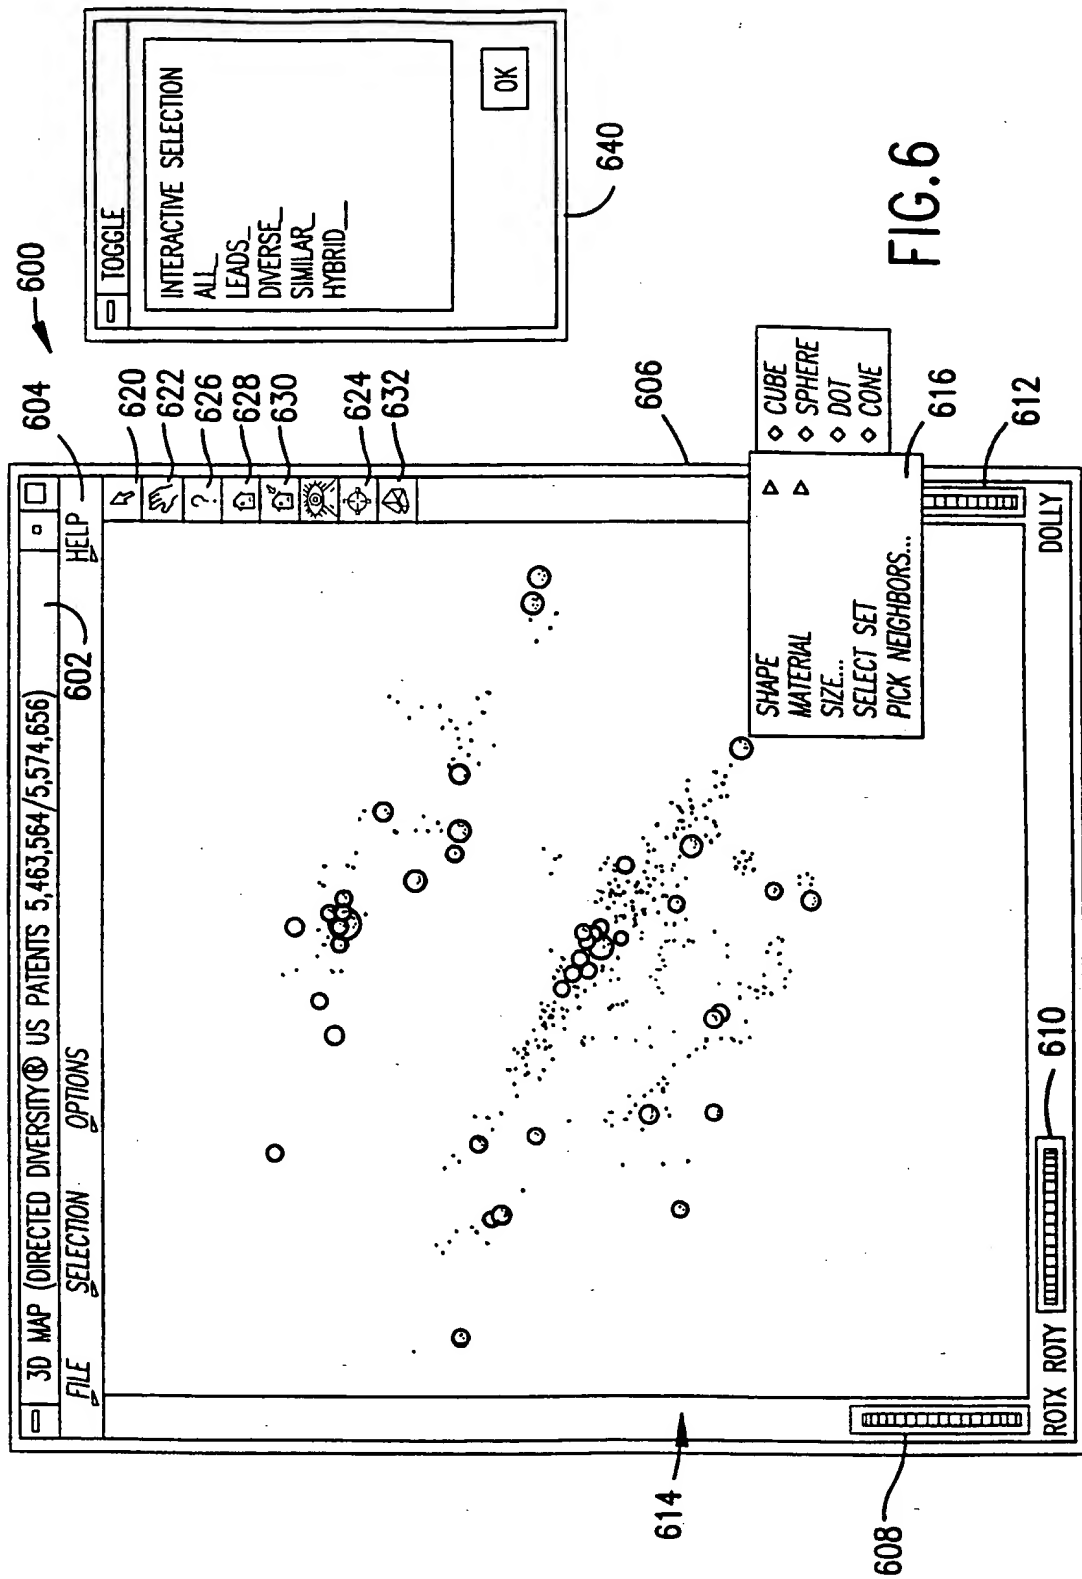 600
3D MAP (DIRECTED DIVERSITY® US PATENTS 5,463,564/5,574,656)
602
604
FILE SELECTION OPTIONS HELP
620
622
626
?
628
630
624
632
606
614
SHAPE
MATERIAL
SIZE...
SELECT SET
PICK NEIGHBORS...
CUBE
SPHERE
DOT
CONE
616
612
608
ROTX ROTY
610
DOLLY
TOGGLE
INTERACTIVE SELECTION
ALL_
LEADS_
DIVERSE_
SIMILAR_
HYBRID__
OK
640
FIG.6